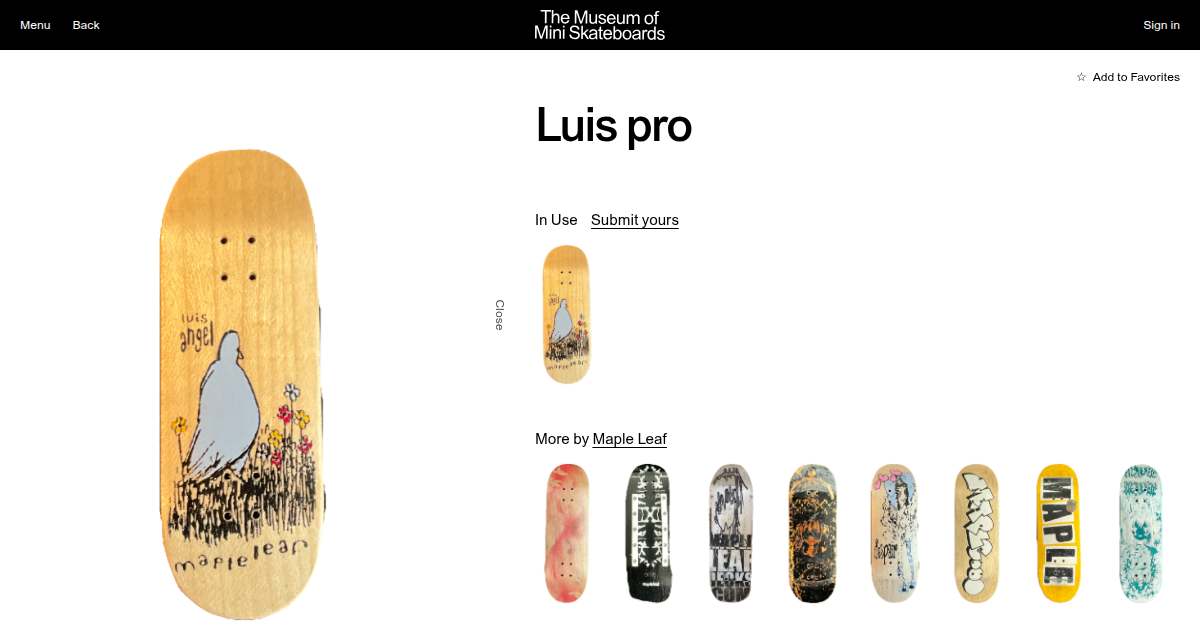 Menu
Back
The Museum of
Mini Skateboards
Sign in
☆ Add to Favorites
Luis pro
luis
angel
mapleleaf
Close
In Use
Submit yours
More by Maple Leaf
MAPLE
LEAF
MAPLE